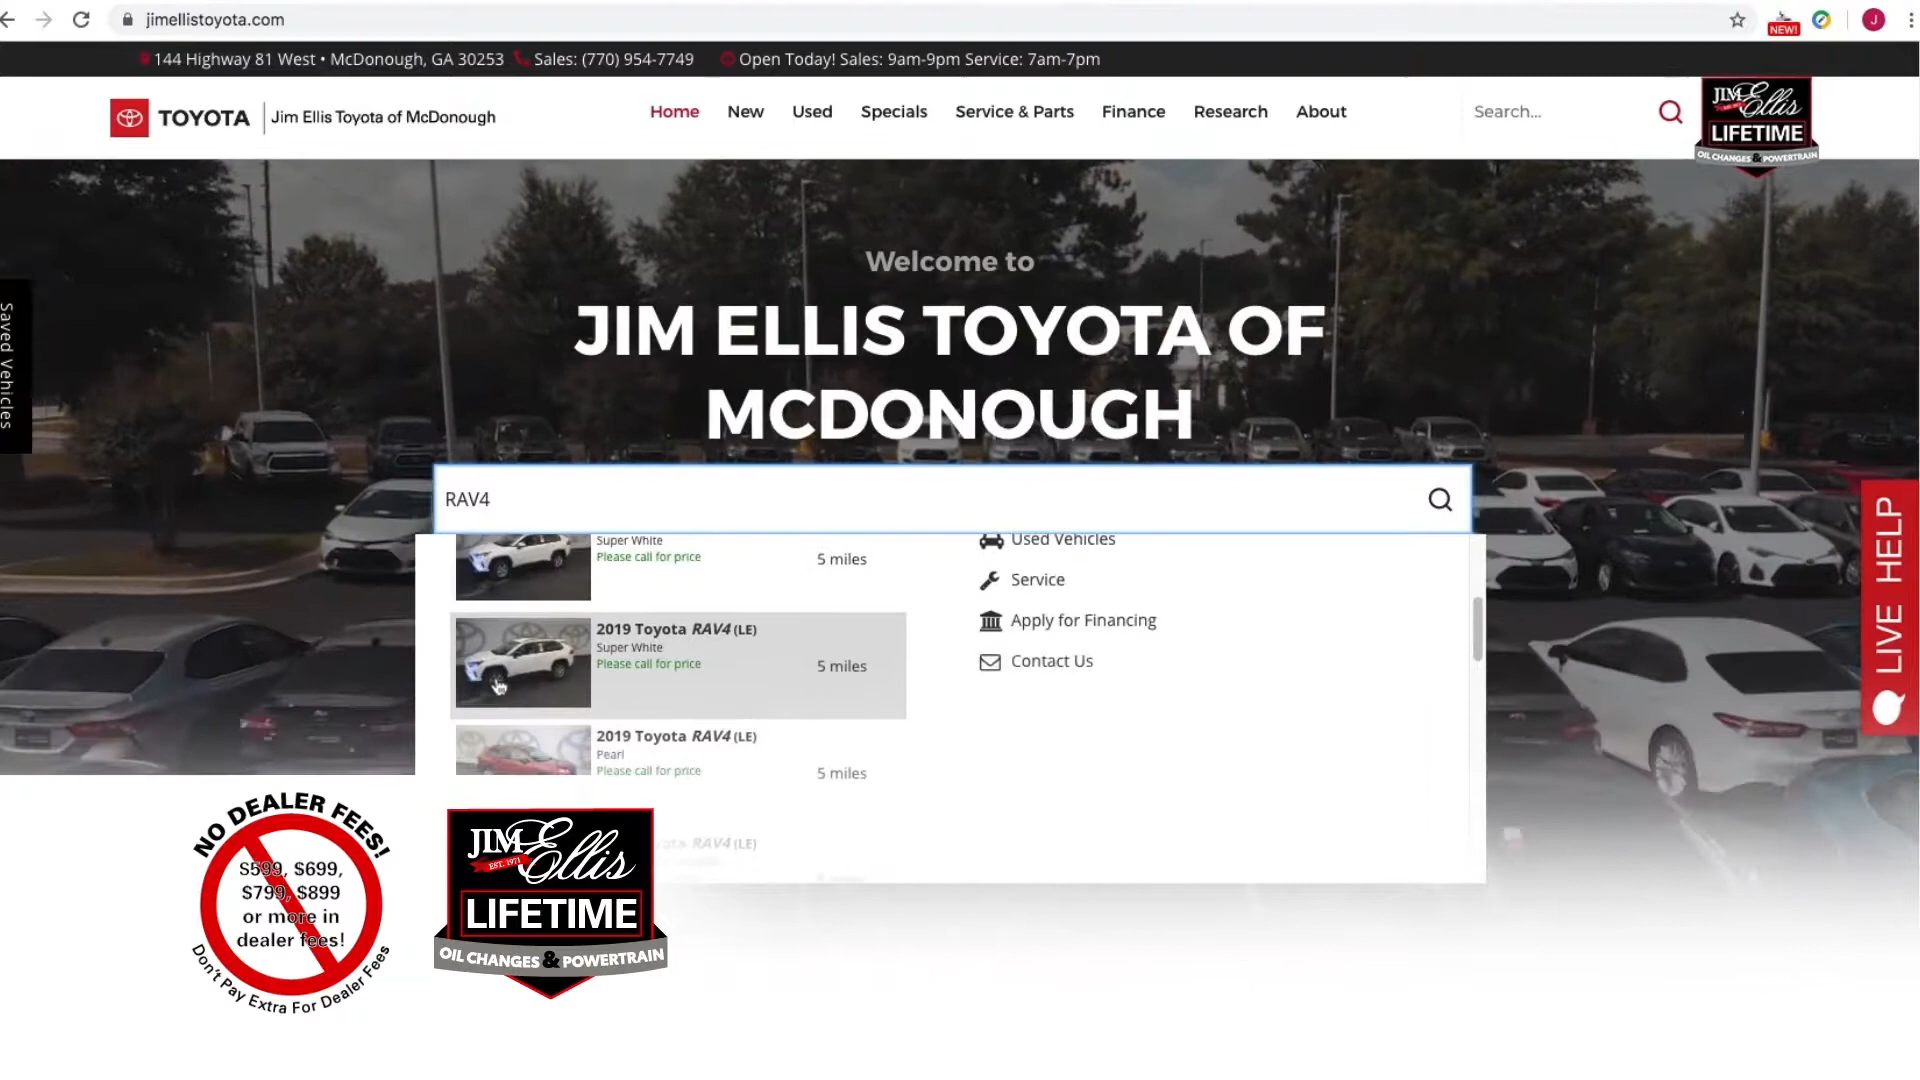 jimellistoyota.com
NEW!
J
144 Highway 81 West • McDonough, GA 30253 Sales: (770) 954-7749 Open Today! Sales: 9am-9pm Service: 7am-7pm
TOYOTA Jim Ellis Toyota of McDonough
Home New Used Specials Service & Parts Finance Research About
Search...
JIM Ellis
LIFETIME
OIL CHANGES & POWERTRAIN
Saved Vehicles
Welcome to
JIM ELLIS TOYOTA OF
MCDONOUGH
RAV4
Super White
Please call for price
5 miles
2019 Toyota RAV4 (LE)
Super White
Please call for price
5 miles
2019 Toyota RAV4 (LE)
Pearl
Please call for price
5 miles
RAV4 (LE)
Used Vehicles
Service
Apply for Financing
Contact Us
LIVE HELP
NO DEALER FEES!
$599, $699,
$799, $899
or more in
dealer fees!
Don't Pay Extra For Dealer Fees
JIM Ellis
EST. 1971
LIFETIME
OIL CHANGES & POWERTRAIN